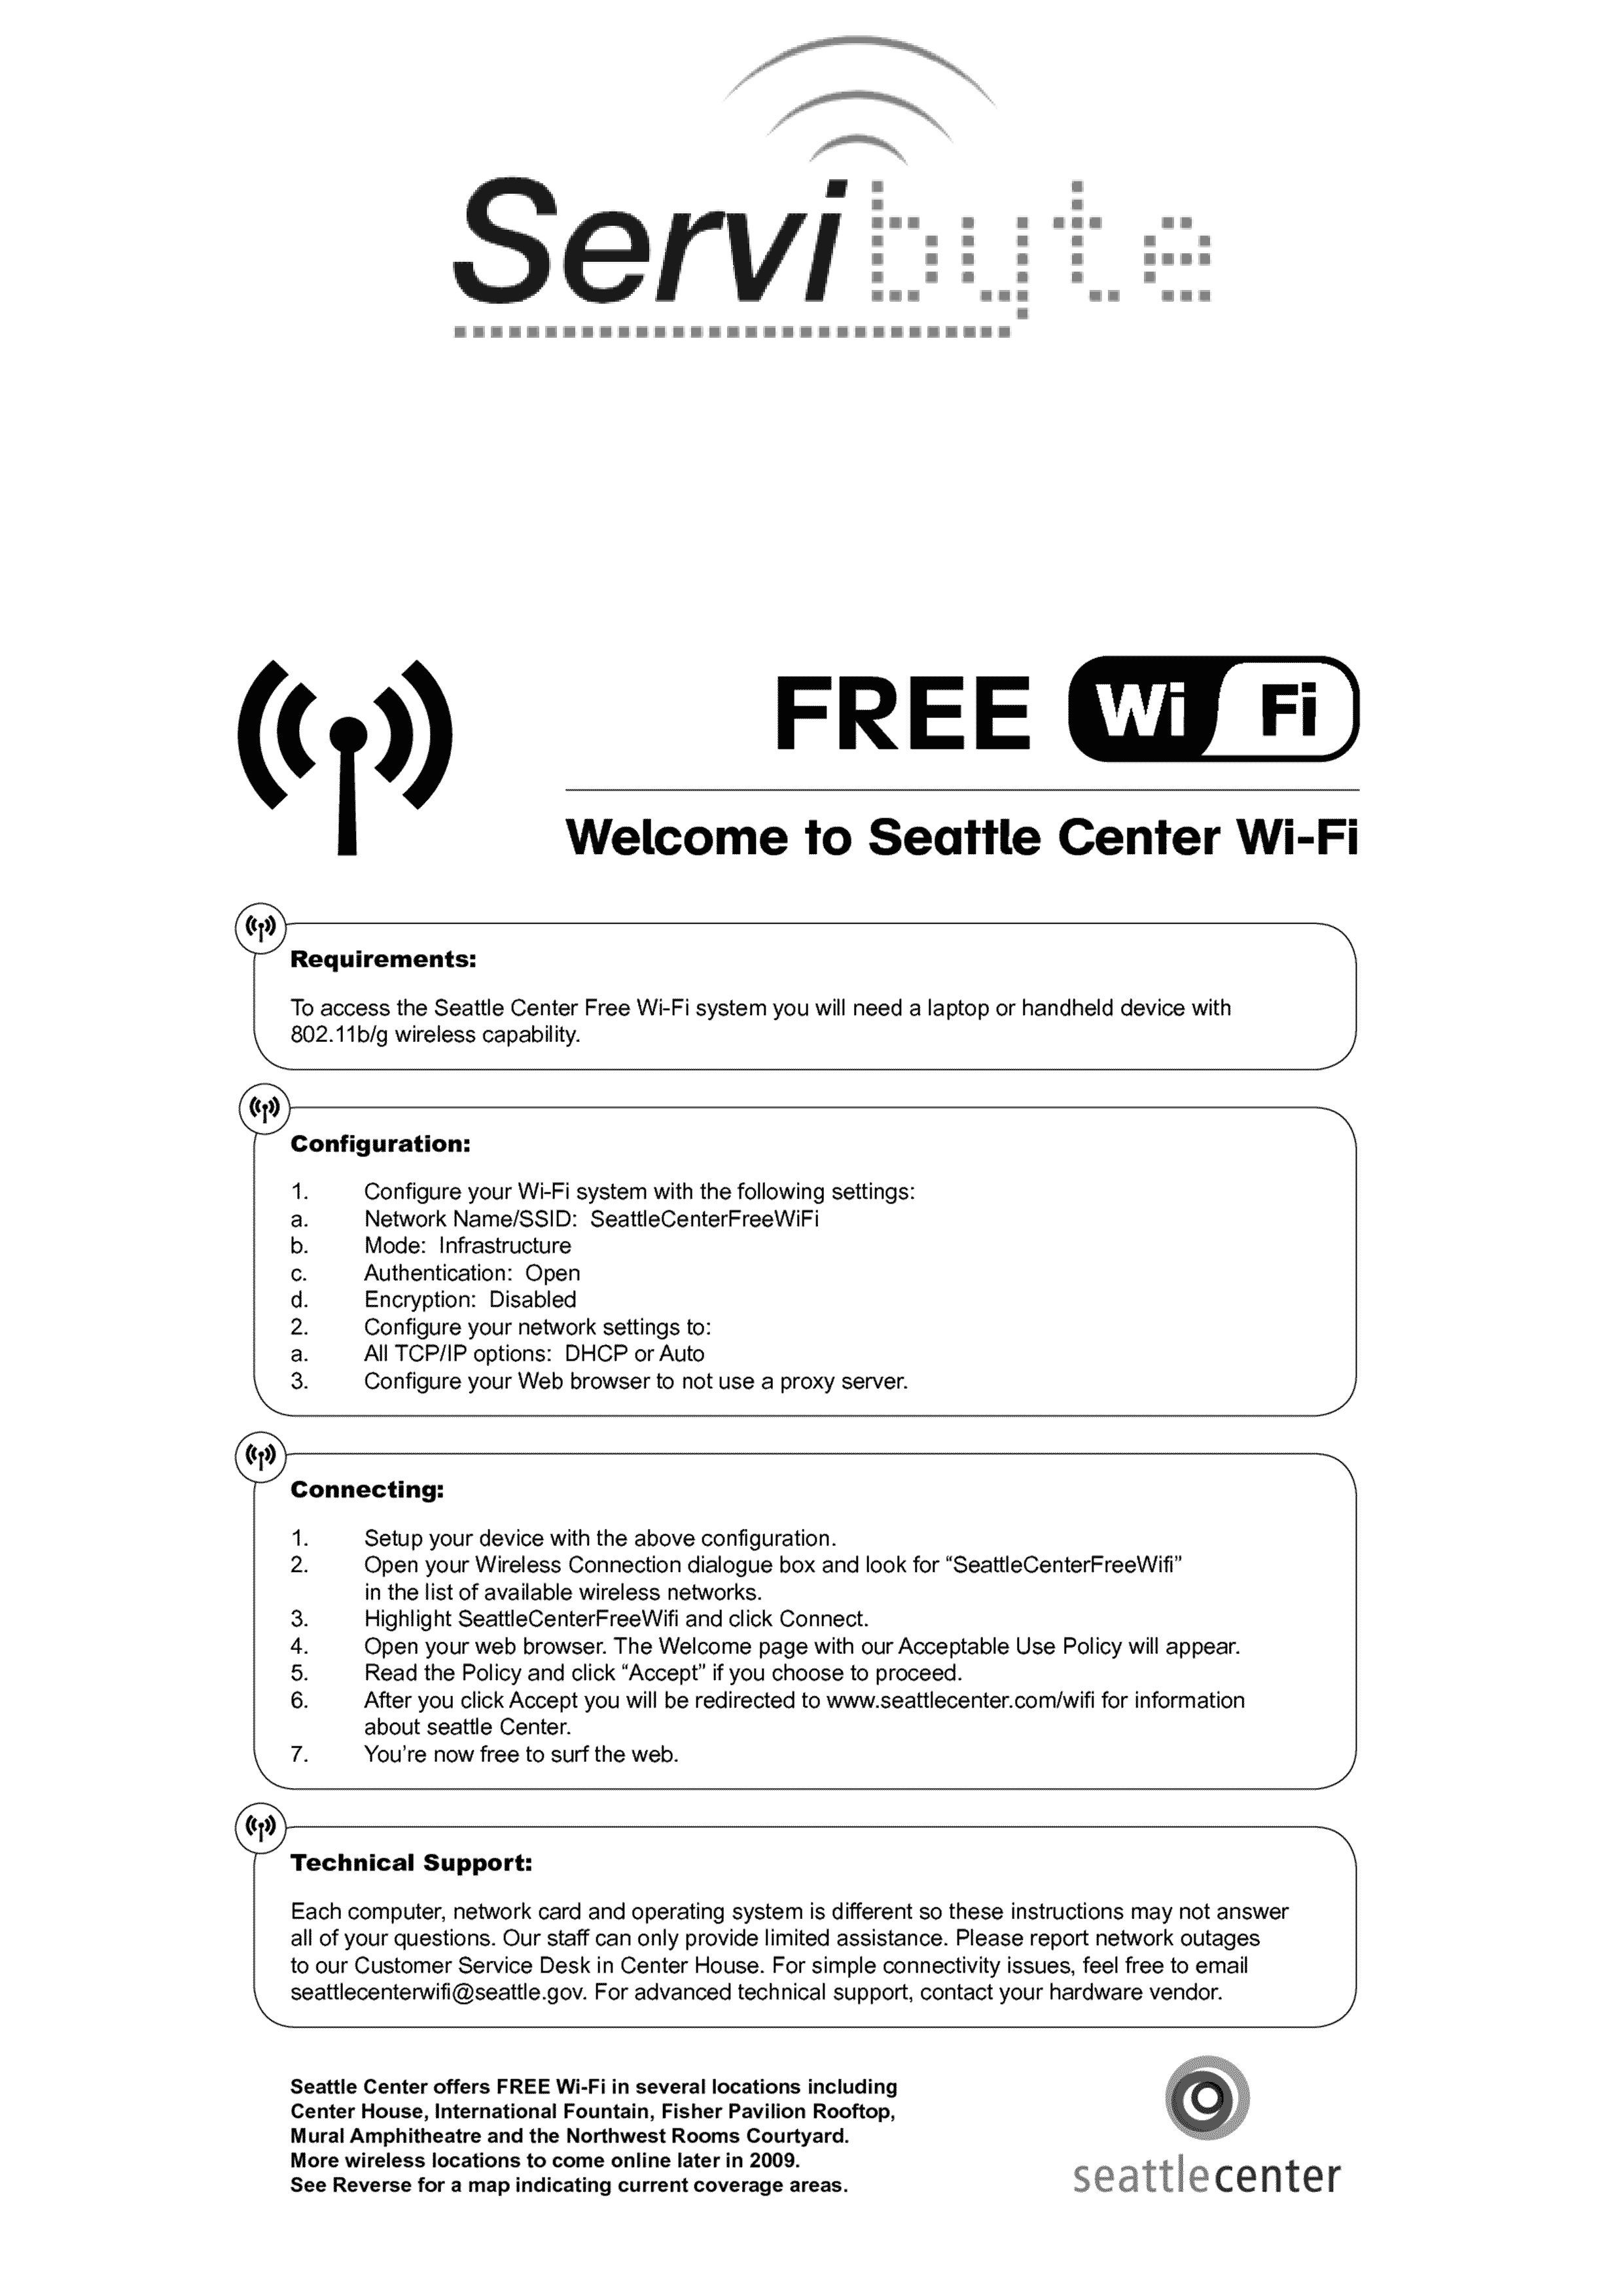 Servibyte
FREE Wi Fi
Welcome to Seattle Center Wi-Fi
Requirements:
To access the Seattle Center Free Wi-Fi system you will need a laptop or handheld device with
802.11b/g wireless capability.
Configuration:
1. Configure your Wi-Fi system with the following settings:
a. Network Name/SSID: SeattleCenterFreeWiFi
b. Mode: Infrastructure
c. Authentication: Open
d. Encryption: Disabled
2. Configure your network settings to:
a. All TCP/IP options: DHCP or Auto
3. Configure your Web browser to not use a proxy server.
Connecting:
1. Setup your device with the above configuration.
2. Open your Wireless Connection dialogue box and look for “SeattleCenterFreeWifi”
in the list of available wireless networks.
3. Highlight SeattleCenterFreeWifi and click Connect.
4. Open your web browser. The Welcome page with our Acceptable Use Policy will appear.
5. Read the Policy and click “Accept” if you choose to proceed.
6. After you click Accept you will be redirected to www.seattlecenter.com/wifi for information
about seattle Center.
7. You’re now free to surf the web.
Technical Support:
Each computer, network card and operating system is different so these instructions may not answer
all of your questions. Our staff can only provide limited assistance. Please report network outages
to our Customer Service Desk in Center House. For simple connectivity issues, feel free to email
seattlecenterwifi@seattle.gov. For advanced technical support, contact your hardware vendor.
Seattle Center offers FREE Wi-Fi in several locations including
Center House, International Fountain, Fisher Pavilion Rooftop,
Mural Amphitheatre and the Northwest Rooms Courtyard.
More wireless locations to come online later in 2009.
See Reverse for a map indicating current coverage areas.
seattlecenter